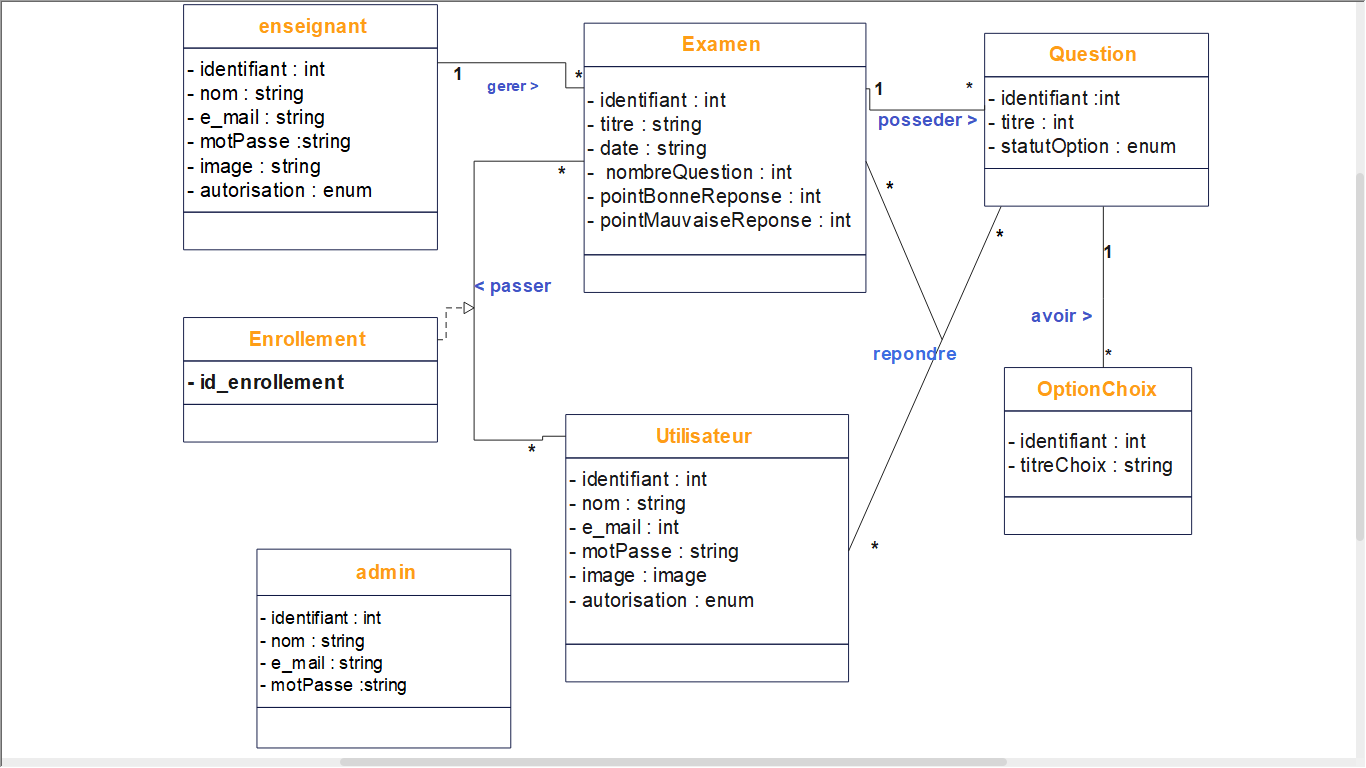 enseignant
- identifiant : int
- nom : string
- e_mail : string
- motPasse :string
- image : string
- autorisation : enum
1
gerer >
*
Examen
- identifiant : int
- titre : string
- date : string
- nombreQuestion : int
- pointBonneReponse : int
- pointMauvaiseReponse : int
1
*
posseder >
Question
- identifiant :int
- titre : int
- statutOption : enum
*
< passer
*
Enrollement
- id_enrollement
*
*
repondre
*
1
avoir >
*
OptionChoix
- identifiant : int
- titreChoix : string
Utilisateur
- identifiant : int
- nom : string
- e_mail : int
- motPasse : string
- image : image
- autorisation : enum
admin
- identifiant : int
- nom : string
- e_mail : string
- motPasse :string